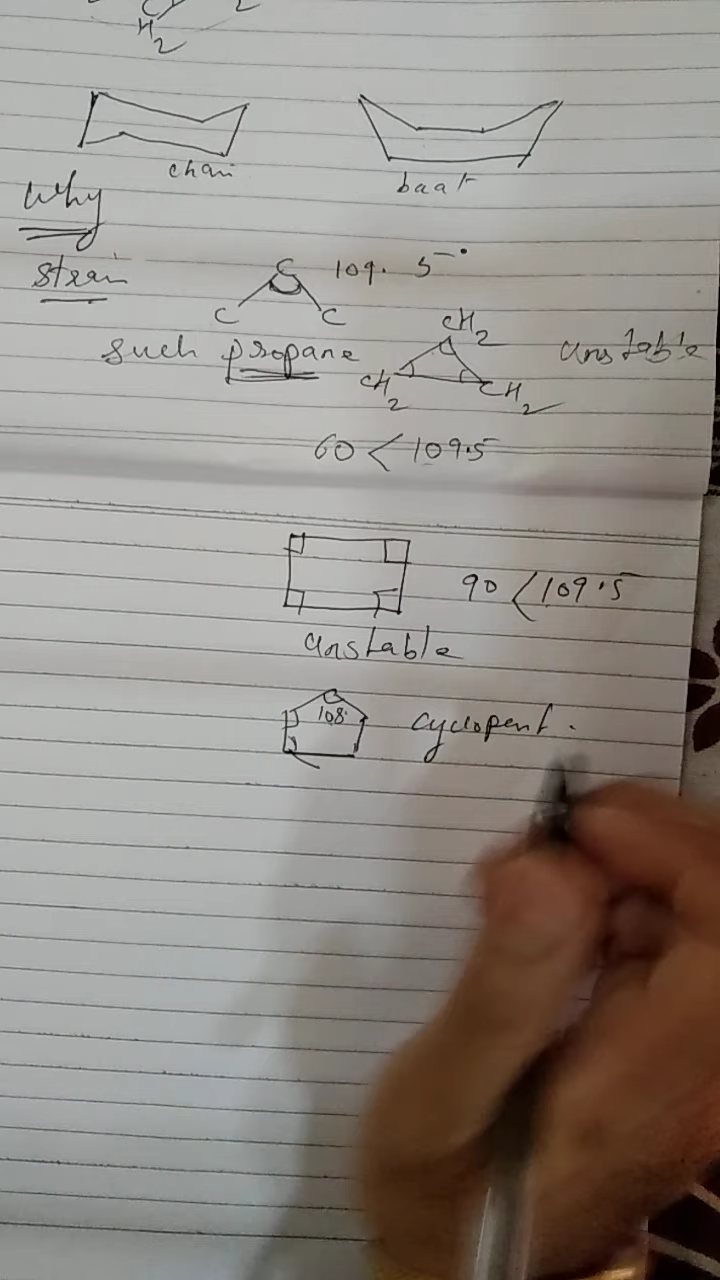 H2
chair baat
Why
strain
C 109.5°
C C
such propane CH2 unstable
CH2 CH2
60 < 109.5
90 < 109.5
unstable
108° cyclopent.